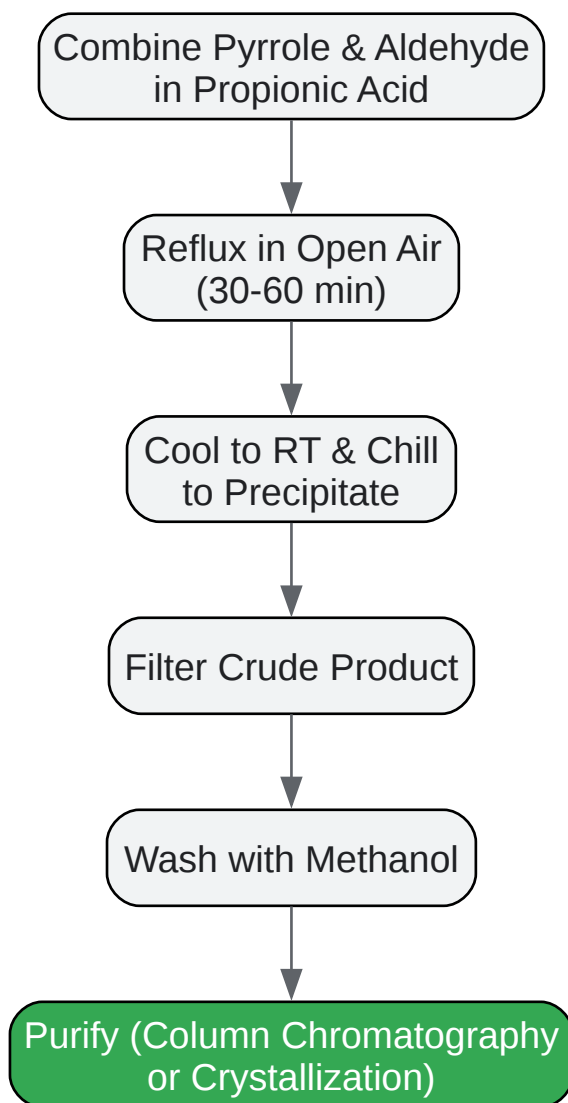 Combine Pyrrole & Aldehyde
in Propionic Acid
Reflux in Open Air
(30-60 min)
Cool to RT & Chill
to Precipitate
Filter Crude Product
Wash with Methanol
Purify (Column Chromatography
or Crystallization)